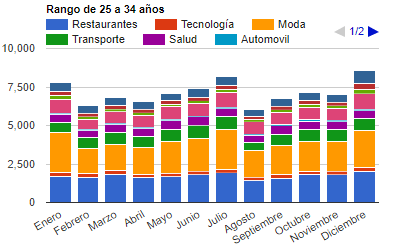 Rango de 25 a 34 años
Restaurantes Tecnología Moda
Transporte Salud Automovil
1/2
10,000
7,500
5,000
2,500
0
Enero Febrero Marzo Abril Mayo Junio Julio Agosto Septiembre Octubre Noviembre Diciembre